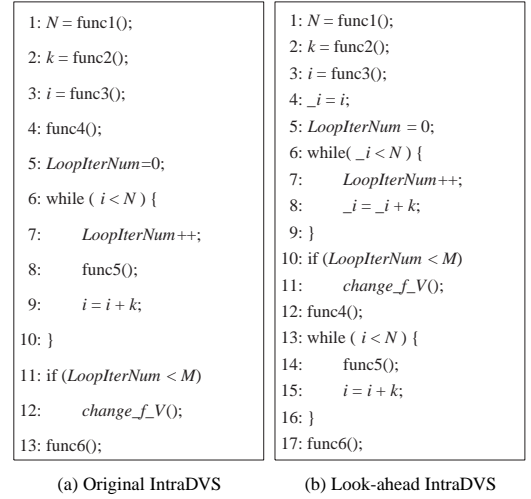 1: N = func1();
2: k = func2();
3: i = func3();
4: func4();
5: LoopIterNum=0;
6: while ( i < N ) {
7: LoopIterNum++;
8: func5();
9: i = i + k;
10: }
11: if (LoopIterNum < M)
12: change_f_V();
13: func6();
(a) Original IntraDVS
1: N = func1();
2: k = func2();
3: i = func3();
4: _i = i;
5: LoopIterNum = 0;
6: while( _i < N ) {
7: LoopIterNum++;
8: _i = _i + k;
9: }
10: if (LoopIterNum < M)
11: change_f_V();
12: func4();
13: while ( i < N ) {
14: func5();
15: i = i + k;
16: }
17: func6();
(b) Look-ahead IntraDVS